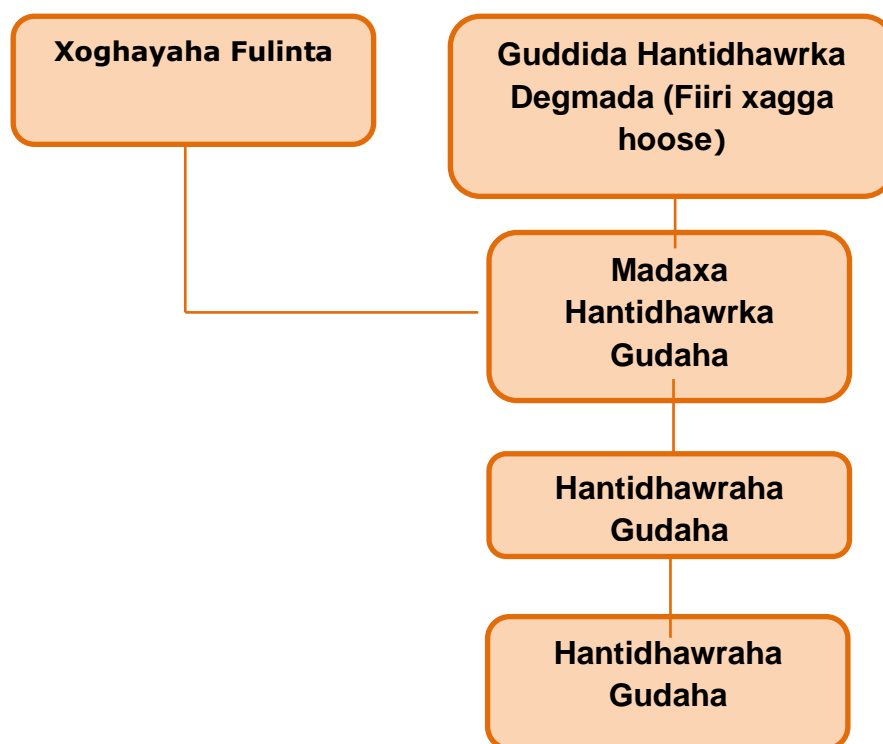 Xoghayaha Fulinta
Guddida Hantidhawrka
Degmada (Fiiri xagga
hoose)
Madaxa
Hantidhawrka
Gudaha
Hantidhawraha
Gudaha
Hantidhawraha
Gudaha